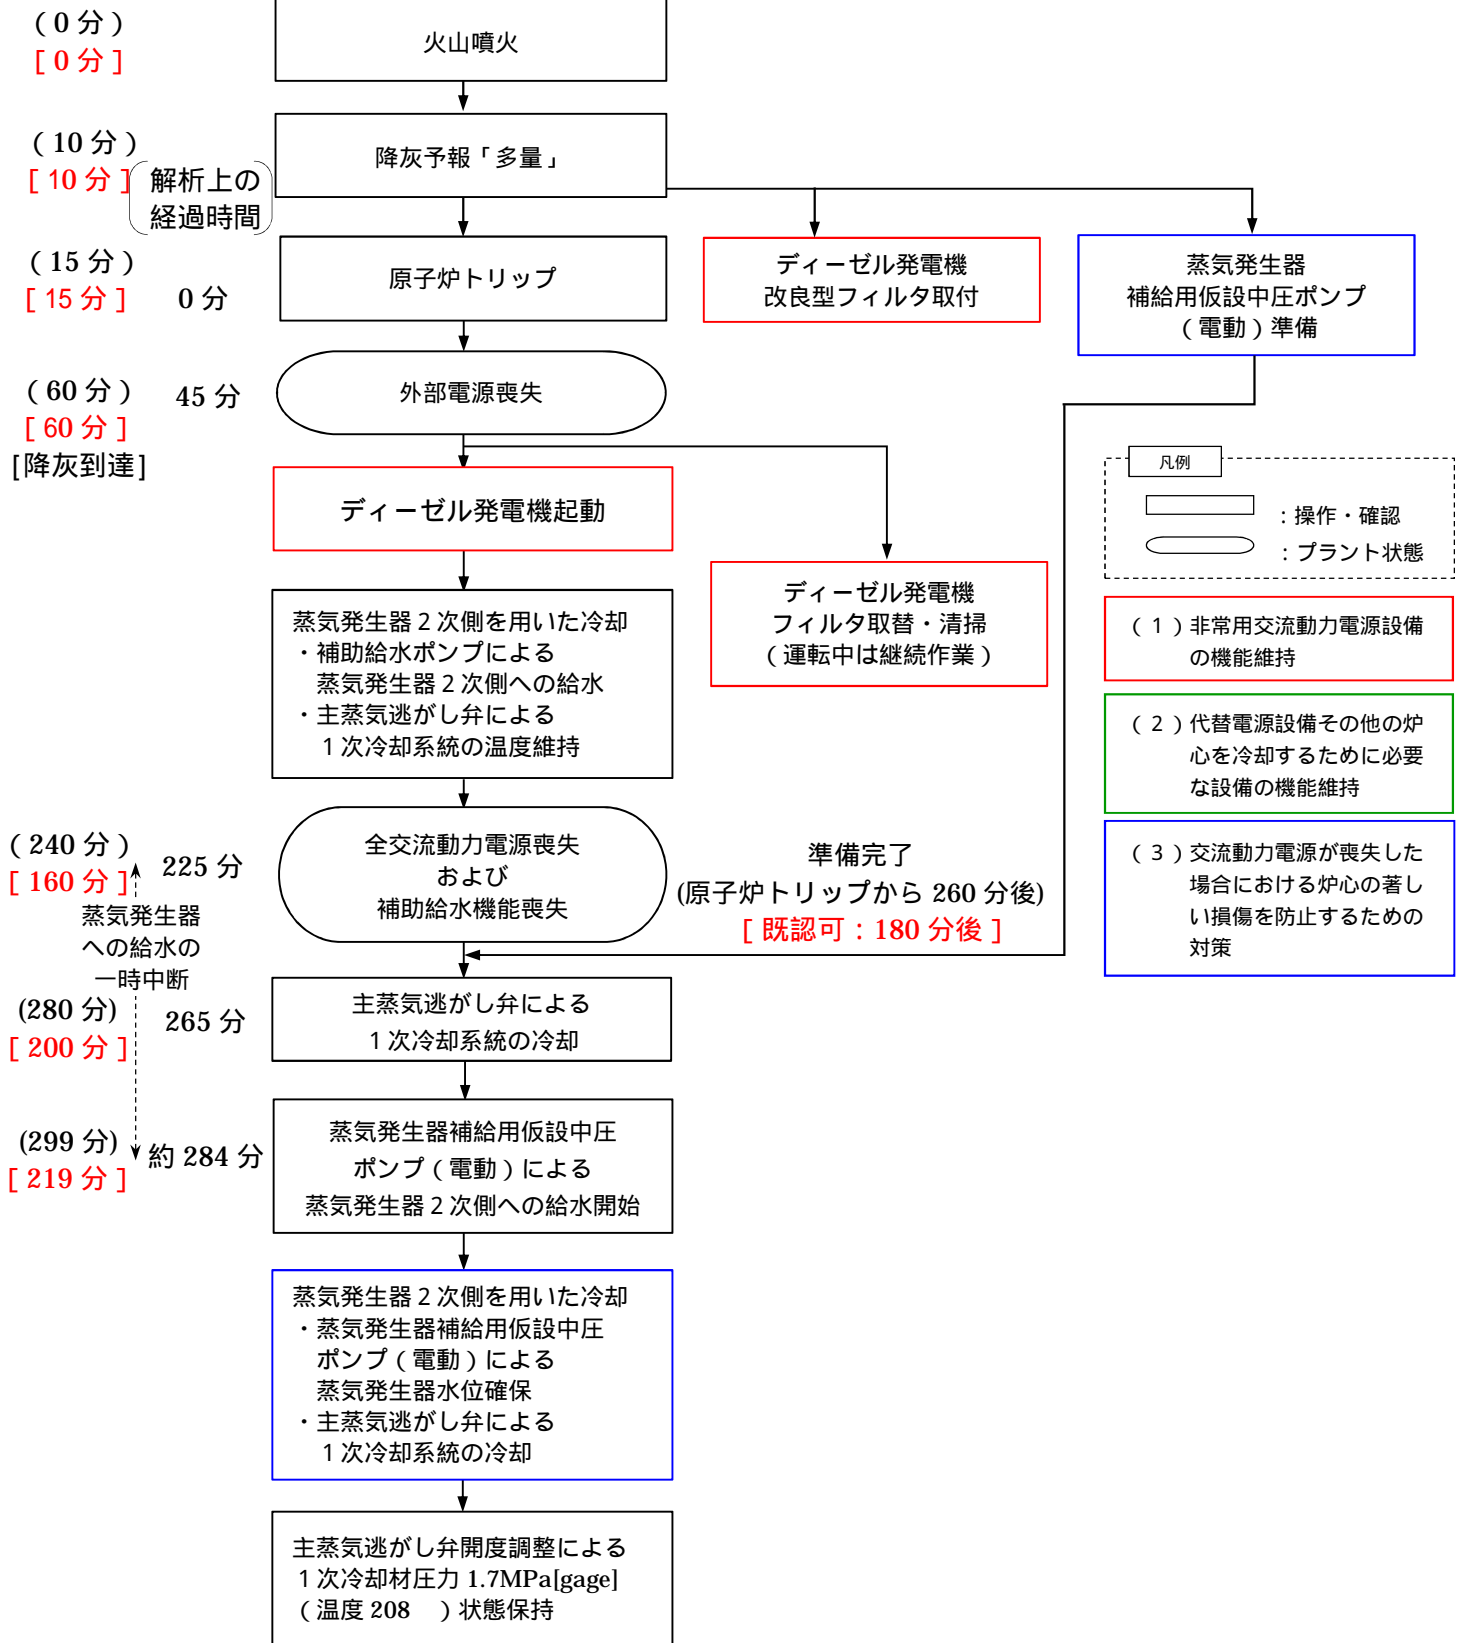 (0分)
[0分]
火山噴火
(10分)
[10分]
解析上の
経過時間
降灰予報「多量」
(15分)
[15分]
0分
原子炉トリップ
ディーゼル発電機
改良型フィルタ取付
蒸気発生器
補給用仮設中圧ポンプ
(電動)準備
(60分)
[60分]
[降灰到達]
45分
外部電源喪失
ディーゼル発電機起動
ディーゼル発電機
フィルタ取替・清掃
(運転中は継続作業)
凡例
:操作・確認
:プラント状態
(1)非常用交流動力電源設備
の機能維持
(2)代替電源設備その他の炉
心を冷却するために必要
な設備の機能維持
(3)交流動力電源が喪失した
場合における炉心の著し
い損傷を防止するための
対策
蒸気発生器2次側を用いた冷却
・補助給水ポンプによる
蒸気発生器2次側への給水
・主蒸気逃がし弁による
1次冷却系統の温度維持
(240分)
[160分]
225分
全交流動力電源喪失
および
補助給水機能喪失
準備完了
(原子炉トリップから260分後)
[既認可:180分後]
蒸気発生器
への給水の
一時中断
(280分)
[200分]
265分
主蒸気逃がし弁による
1次冷却系統の冷却
(299分)
[219分]
約284分
蒸気発生器補給用仮設中圧
ポンプ(電動)による
蒸気発生器2次側への給水開始
蒸気発生器2次側を用いた冷却
・蒸気発生器補給用仮設中圧
ポンプ(電動)による
蒸気発生器水位確保
・主蒸気逃がし弁による
1次冷却系統の冷却
主蒸気逃がし弁開度調整による
1次冷却材圧力1.7MPa[gage]
(温度208 )状態保持